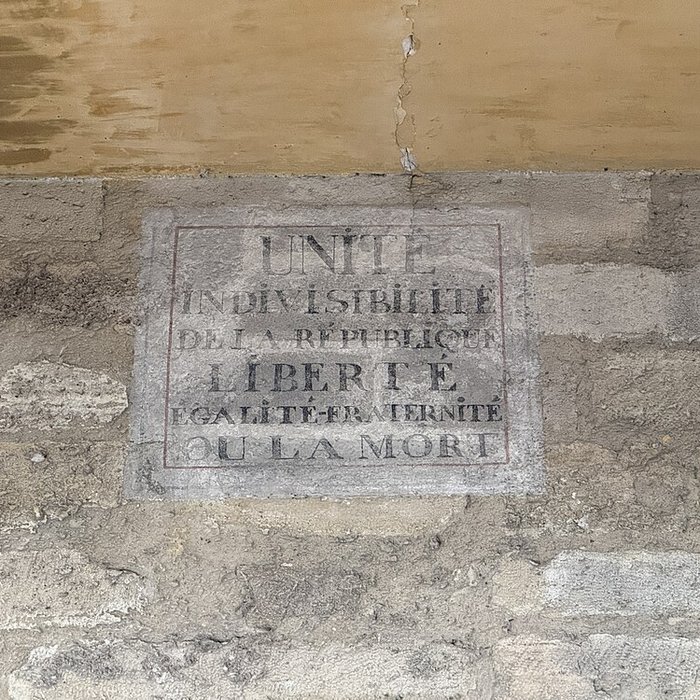 UNITÉ
INDIVISIBILITÉ
DE LA RÉPUBLIQUE
LIBERTÉ
EGALITÉ-FRATERNITÉ
OU LA MORT